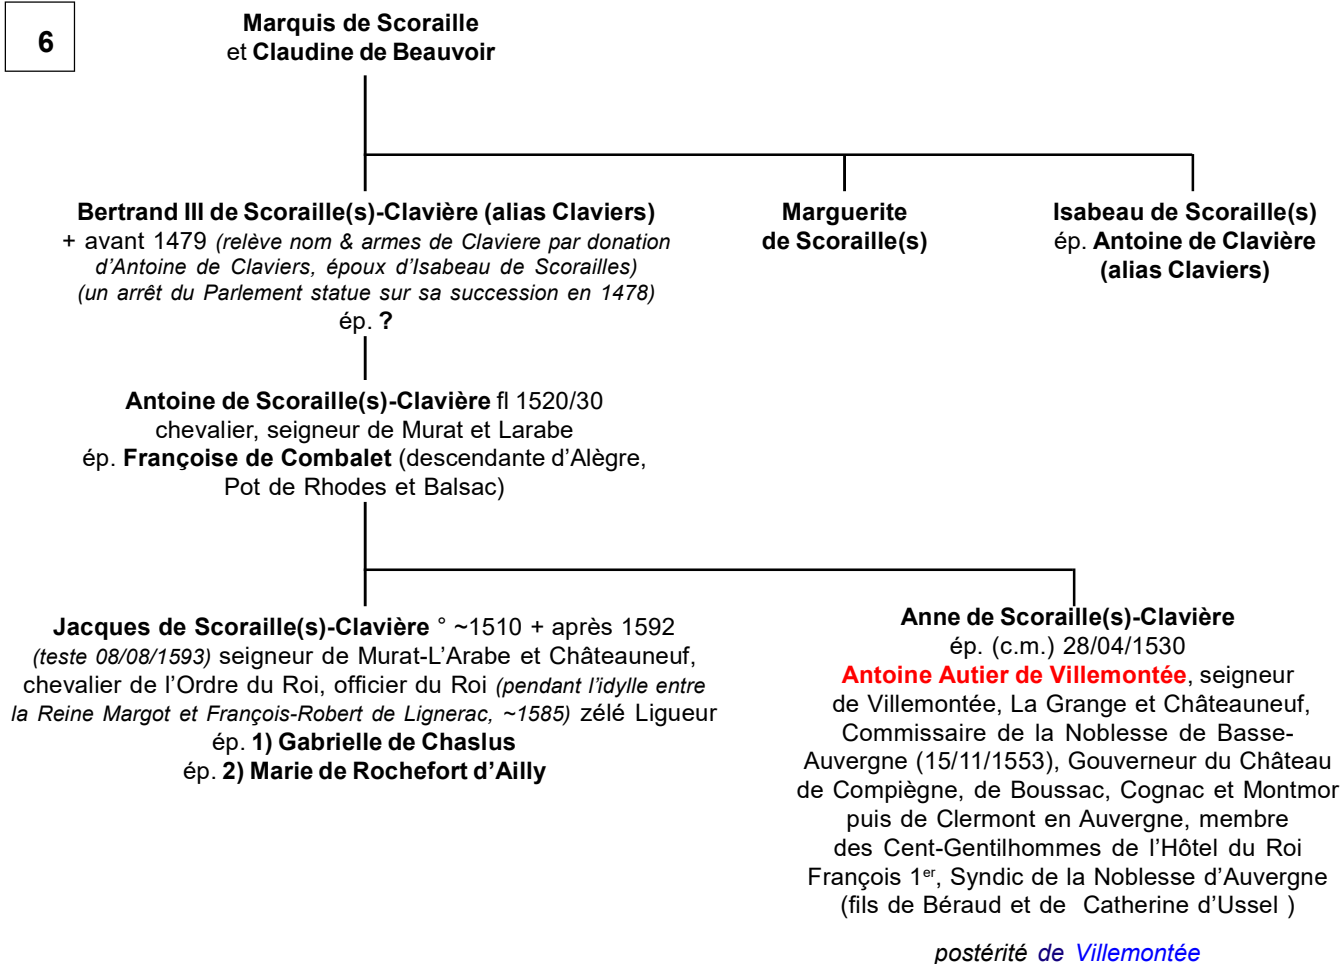 6
Marquis de Scoraille
et Claudine de Beauvoir
Bertrand III de Scoraille(s)-Clavière (alias Claviers)
+ avant 1479 (relève nom & armes de Claviere par donation
d'Antoine de Claviers, époux d'Isabeau de Scorailles)
(un arrêt du Parlement statue sur sa succession en 1478)
ép. ?
Marguerite
de Scoraille(s)
Isabeau de Scoraille(s)
ép. Antoine de Clavière
(alias Claviers)
Antoine de Scoraille(s)-Clavière fl 1520/30
chevalier, seigneur de Murat et Larabe
ép. Françoise de Combalet (descendante d'Alègre,
Pot de Rhodes et Balsac)
Jacques de Scoraille(s)-Clavière ° ~1510 + après 1592
(teste 08/08/1593) seigneur de Murat-L'Arabe et Châteauneuf,
chevalier de l'Ordre du Roi, officier du Roi (pendant l'idylle entre
la Reine Margot et François-Robert de Lignerac, ~1585) zélé Ligueur
ép. 1) Gabrielle de Chaslus
ép. 2) Marie de Rochefort d'Ailly
Anne de Scoraille(s)-Clavière
ép. (c.m.) 28/04/1530
Antoine Autier de Villemontée, seigneur
de Villemontée, La Grange et Châteauneuf,
Commissaire de la Noblesse de Basse-
Auvergne (15/11/1553), Gouverneur du Château
de Compiègne, de Boussac, Cognac et Montmor
puis de Clermont en Auvergne, membre
des Cent-Gentilhommes de l'Hôtel du Roi
François 1er, Syndic de la Noblesse d'Auvergne
(fils de Béraud et de Catherine d'Ussel )
postérité de Villemontée